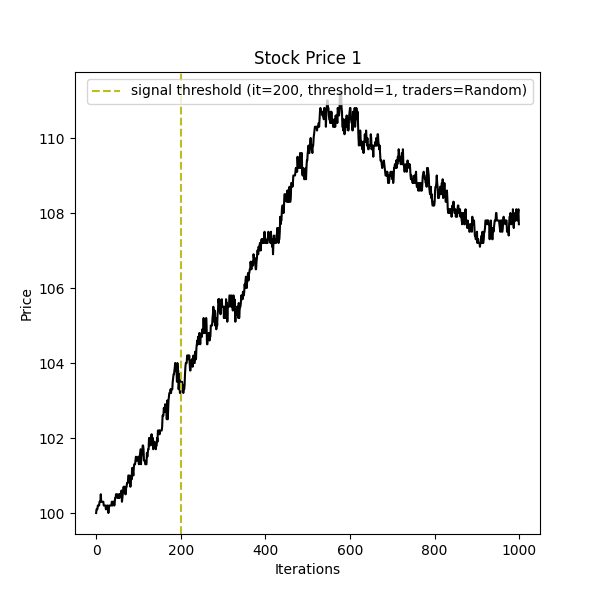 Stock Price 1
signal threshold (it=200, threshold=1, traders=Random)
110
108
106
104
102
100
Price
0 200 400 600 800 1000
Iterations